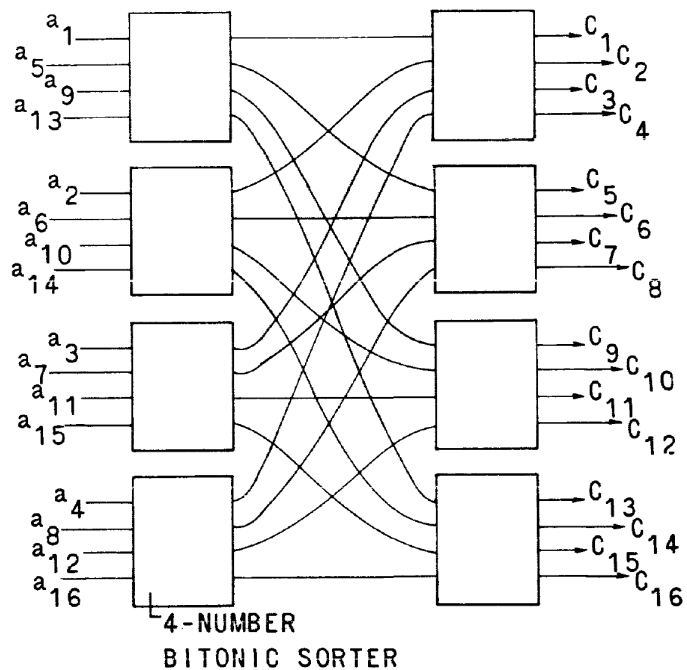 a1
a5
a9
a13
a2
a6
a10
a14
a3
a7
a11
a15
a4
a8
a12
a16
C1
C2
C3
C4
C5
C6
C7
C8
C9
C10
C11
C12
C13
C14
C15
C16
4-NUMBER
BITONIC SORTER